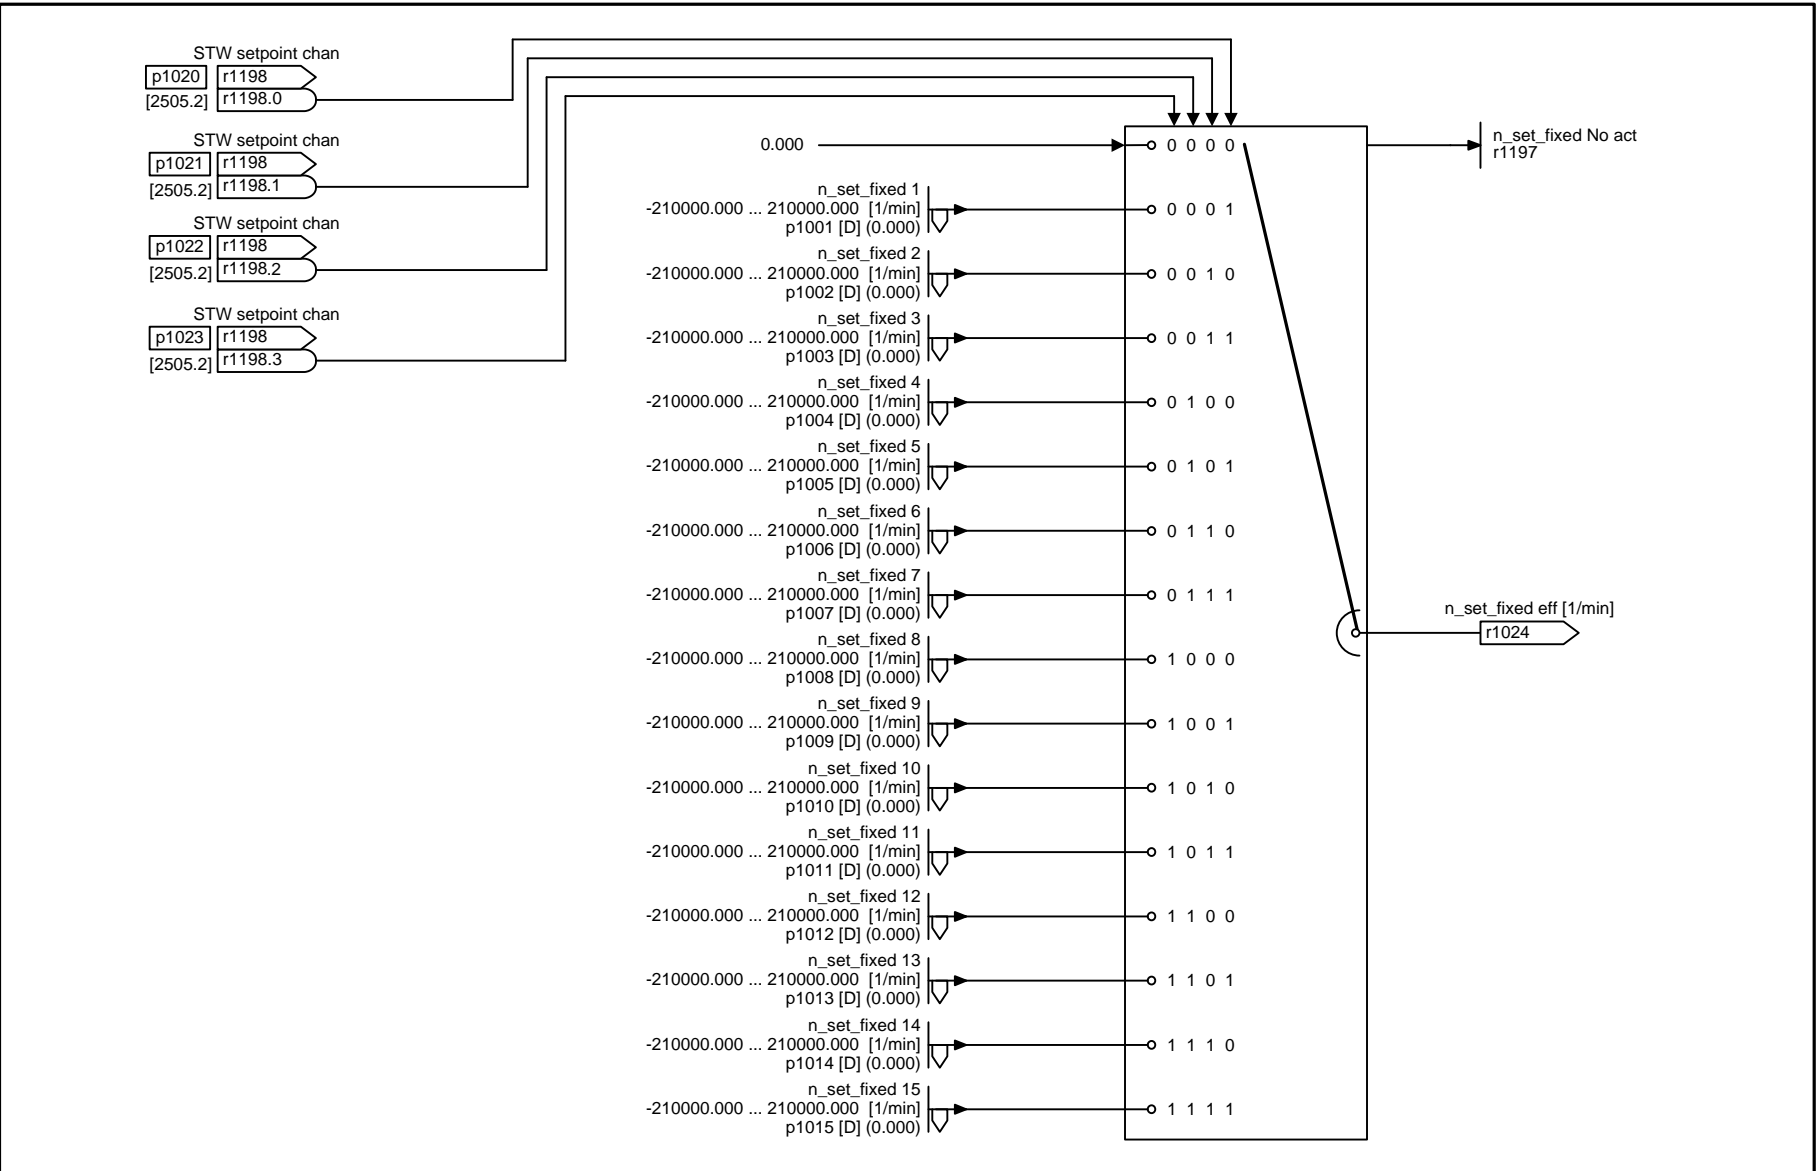 STW setpoint chan
p1020 r1198
[2505.2] r1198.0
STW setpoint chan
p1021 r1198
[2505.2] r1198.1
STW setpoint chan
p1022 r1198
[2505.2] r1198.2
STW setpoint chan
p1023 r1198
[2505.2] r1198.3
0.000
0 0 0 0
n_set_fixed No act
r1197
n_set_fixed 1
-210000.000 ... 210000.000 [1/min]
p1001 [D] (0.000)
0 0 0 1
n_set_fixed 2
-210000.000 ... 210000.000 [1/min]
p1002 [D] (0.000)
0 0 1 0
n_set_fixed 3
-210000.000 ... 210000.000 [1/min]
p1003 [D] (0.000)
0 0 1 1
n_set_fixed 4
-210000.000 ... 210000.000 [1/min]
p1004 [D] (0.000)
0 1 0 0
n_set_fixed 5
-210000.000 ... 210000.000 [1/min]
p1005 [D] (0.000)
0 1 0 1
n_set_fixed 6
-210000.000 ... 210000.000 [1/min]
p1006 [D] (0.000)
0 1 1 0
n_set_fixed 7
-210000.000 ... 210000.000 [1/min]
p1007 [D] (0.000)
0 1 1 1
n_set_fixed eff [1/min]
r1024
n_set_fixed 8
-210000.000 ... 210000.000 [1/min]
p1008 [D] (0.000)
1 0 0 0
n_set_fixed 9
-210000.000 ... 210000.000 [1/min]
p1009 [D] (0.000)
1 0 0 1
n_set_fixed 10
-210000.000 ... 210000.000 [1/min]
p1010 [D] (0.000)
1 0 1 0
n_set_fixed 11
-210000.000 ... 210000.000 [1/min]
p1011 [D] (0.000)
1 0 1 1
n_set_fixed 12
-210000.000 ... 210000.000 [1/min]
p1012 [D] (0.000)
1 1 0 0
n_set_fixed 13
-210000.000 ... 210000.000 [1/min]
p1013 [D] (0.000)
1 1 0 1
n_set_fixed 14
-210000.000 ... 210000.000 [1/min]
p1014 [D] (0.000)
1 1 1 0
n_set_fixed 15
-210000.000 ... 210000.000 [1/min]
p1015 [D] (0.000)
1 1 1 1